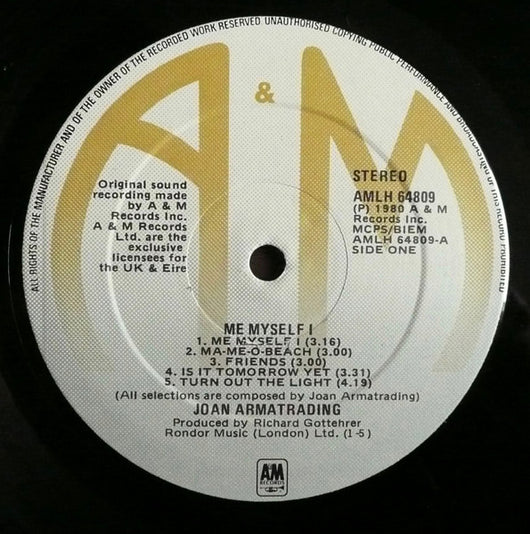 ALL RIGHTS OF THE MANUFACTURER AND OF THE OWNER OF THE RECORDED WORK RESERVED UNAUTHORISED COPYING PUBLIC PERFORMANCE AND BROADCASTING OF THIS RECORD PROHIBITED
A & M
Original sound
recording made
by A & M
Records Inc.
A & M Records
Ltd. are the
exclusive
licensees for
the UK & Eire
STEREO
AMLH 64809
(P) 1980 A & M
Records Inc.
MCPS/BIEM
AMLH 64809-A
SIDE ONE
ME MYSELF I
1. ME MYSELF I (3.16)
2. MA-ME-O-BEACH (3.00)
3. FRIENDS (3.00)
4. IS IT TOMORROW YET (3.31)
5. TURN OUT THE LIGHT (4.19)
(All selections are composed by Joan Armatrading)
JOAN ARMATRADING
Produced by Richard Gottehrer
Rondor Music (London) Ltd. (1-5)
A&M
RECORDS